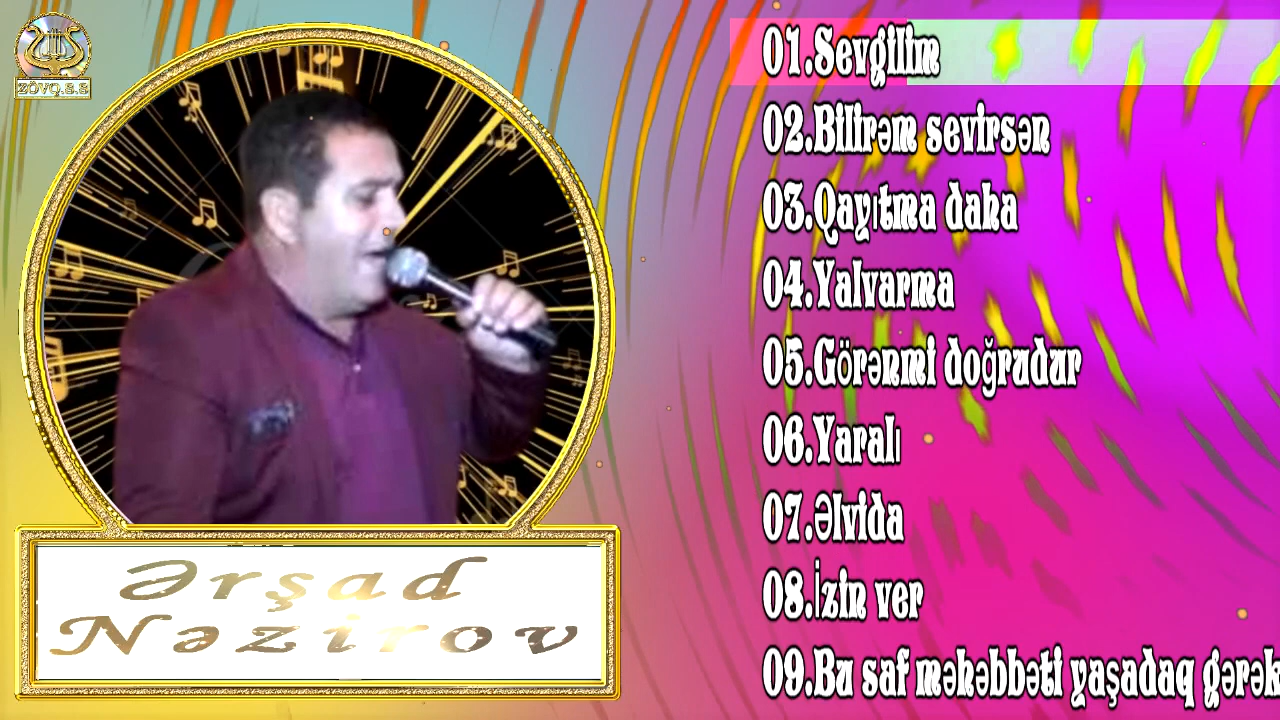 ZÖVQ.S.S
Ərşad
Nəzirov
01.Sevgilim
02.Bilirəm sevirsən
03.Qayıtma daha
04.Yalvarma
05.Görənmi doğrudur
06.Yaralı
07.Əlvida
08.İzin ver
09.Bu saf məhəbbəti yaşadaq gərək